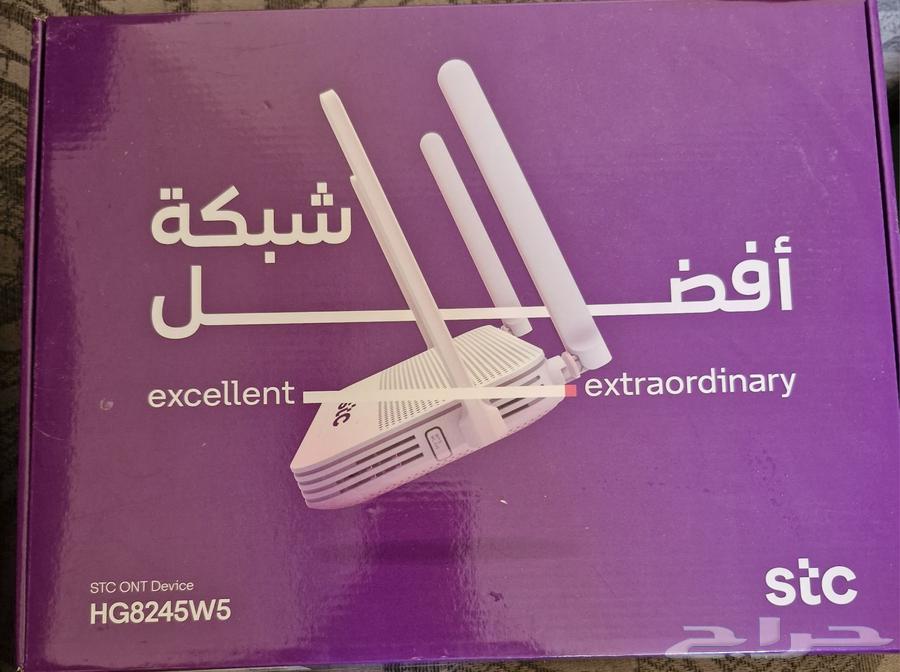 شبكة
أفضل
excellent extraordinary
stc
STC ONT Device
HG8245W5
stc
حراج